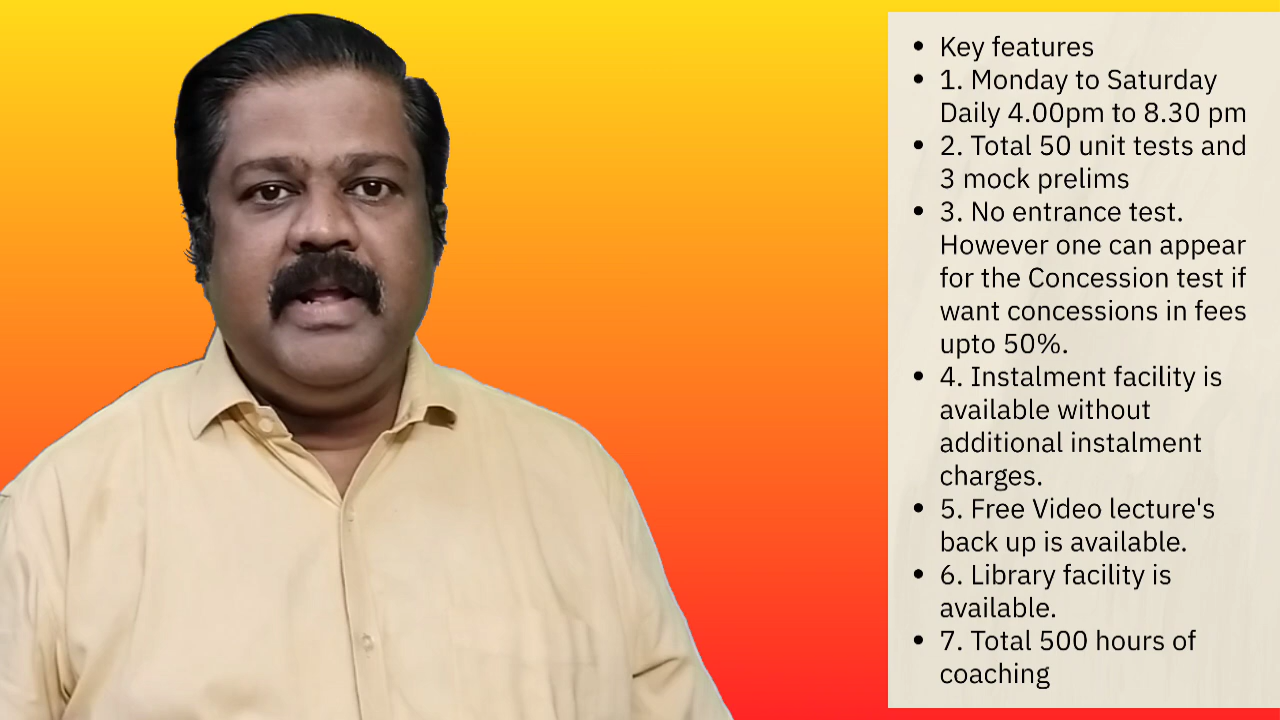 • Key features
• 1. Monday to Saturday
Daily 4.00pm to 8.30 pm
• 2. Total 50 unit tests and
3 mock prelims
• 3. No entrance test.
However one can appear
for the Concession test if
want concessions in fees
upto 50%.
• 4. Instalment facility is
available without
additional instalment
charges.
• 5. Free Video lecture's
back up is available.
• 6. Library facility is
available.
• 7. Total 500 hours of
coaching